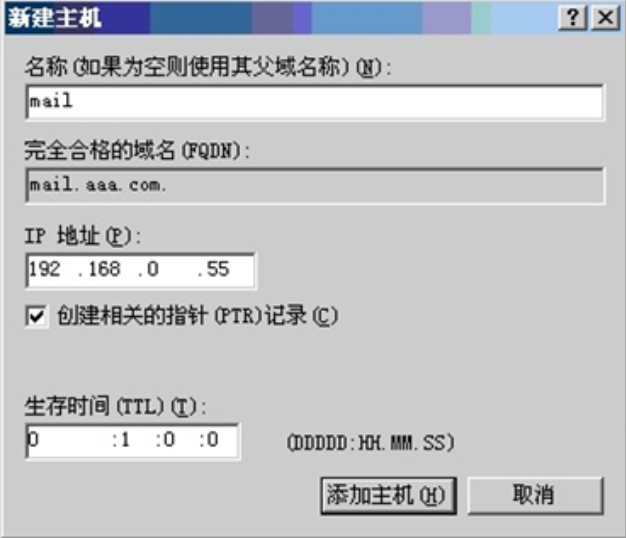 新建主机
名称(如果为空则使用其父域名称)(N):
mail
完全合格的域名(FQDN):
mail.aaa.com.
IP 地址(P):
192 .168 .0 .55
创建相关的指针(PTR)记录(C)
生存时间(TTL)(T):
0 :1 :0 :0 (DDDDD:HH.MM.SS)
添加主机(H) 取消